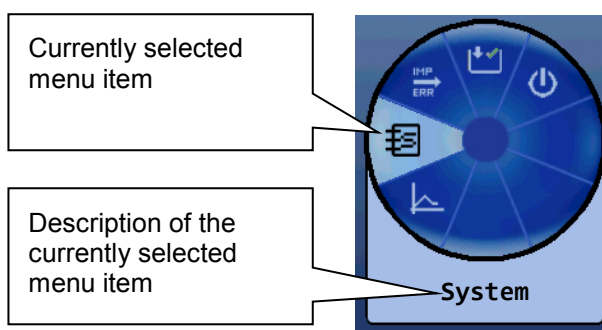 Currently selected
menu item
IMP
ERR
Description of the
currently selected
menu item
System